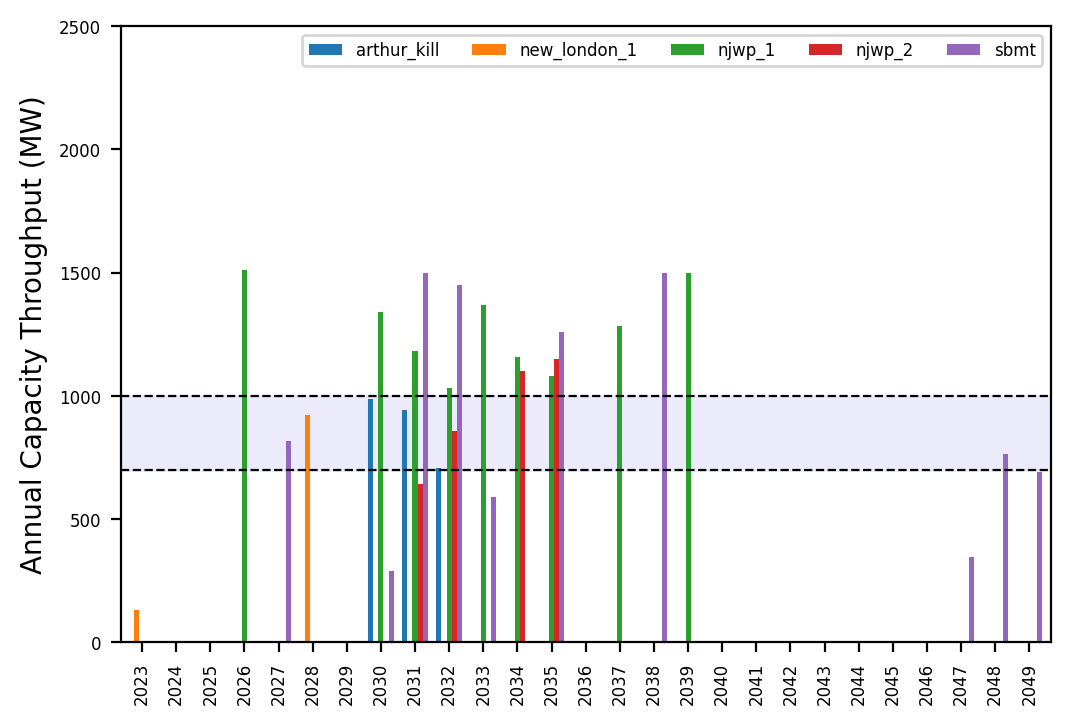 Annual Capacity Throughput (MW)
2500
2000
1500
1000
500
0
arthur_kill new_london_1 njwp_1 njwp_2 sbmt
2023 2024 2025 2026 2027 2028 2029 2030 2031 2032 2033 2034 2035 2036 2037 2038 2039 2040 2041 2042 2043 2044 2045 2046 2047 2048 2049